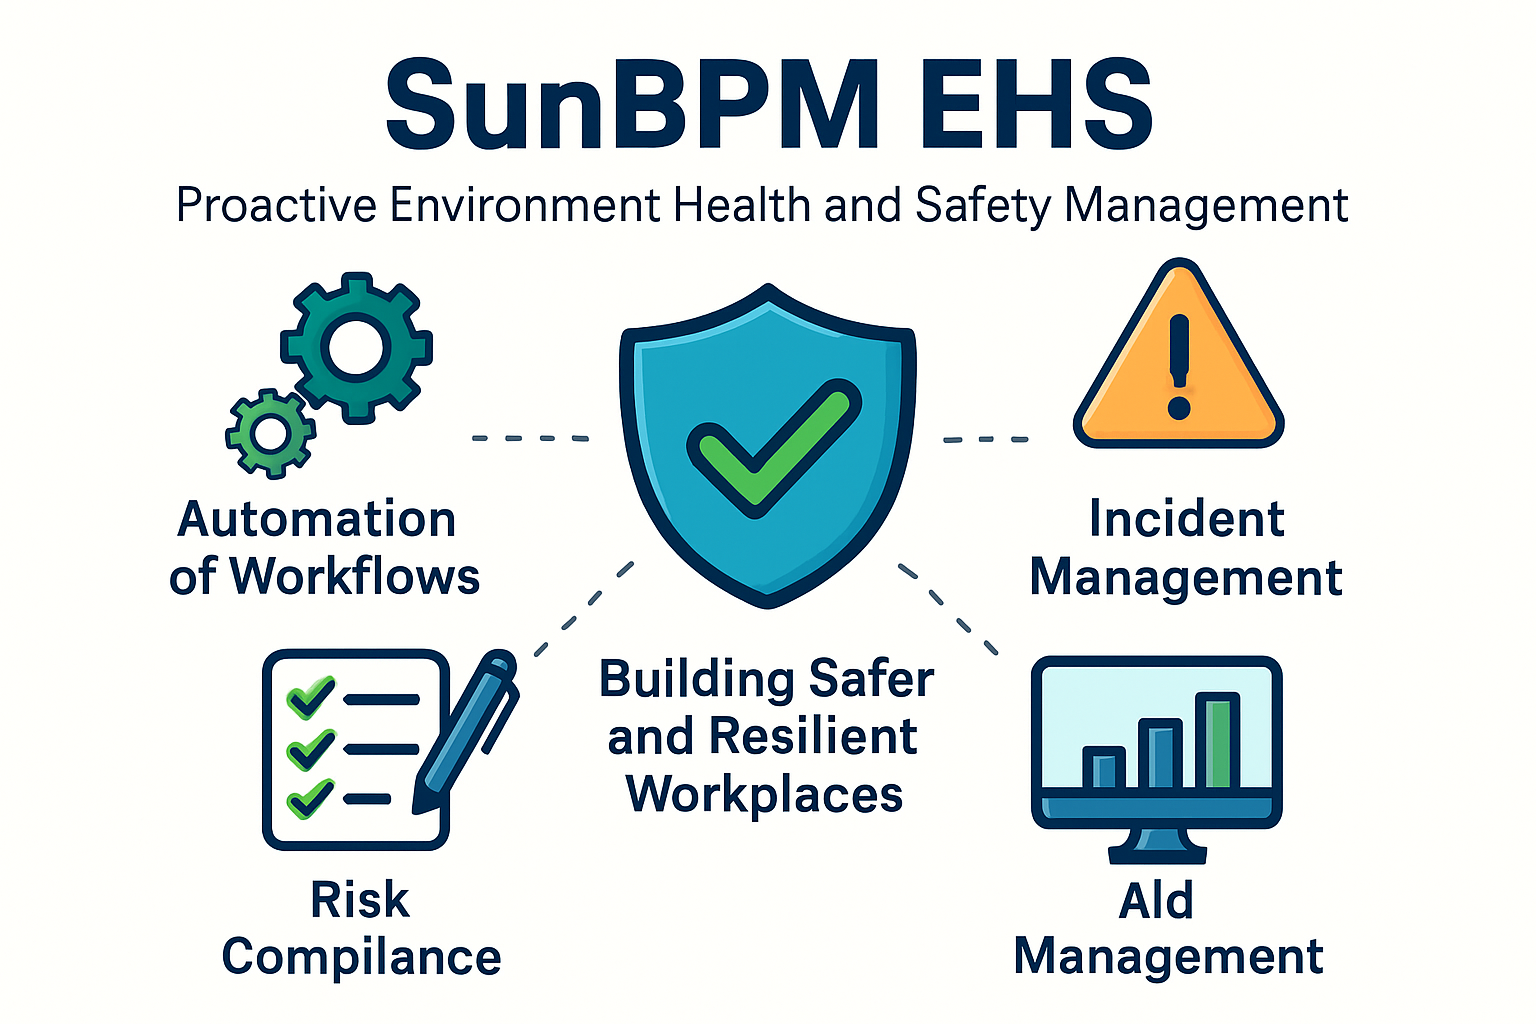 SunBPM EHS
Proactive Environment Health and Safety Management
Automation
of Workflows
Incident
Management
Building Safer
and Resilient
Workplaces
Risk
Compilance
Ald
Management